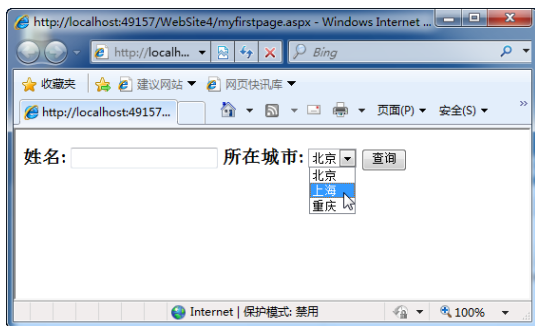 http://localhost:49157/WebSite4/myfirstpage.aspx - Windows Internet ...
http://localh... Bing
收藏夹 建议网站 网页快讯库
http://localhost:49157... 页面(P) 安全(S) »
姓名: 所在城市: 北京 查询
北京
上海
重庆
Internet | 保护模式: 禁用 100%